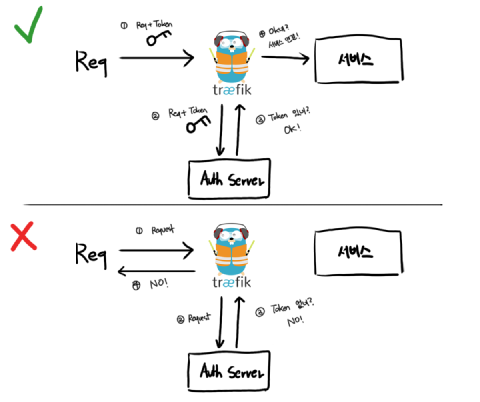 ① Req + Token
Req
træfik
④ Ok네?
서비스 연결!
서비스
② Req + Token
③ Token 있네?
Ok!
Auth Server
① Request
Req
④ NO!
træfik
서비스
② Request
③ Token 없네?
NO!
Auth Server